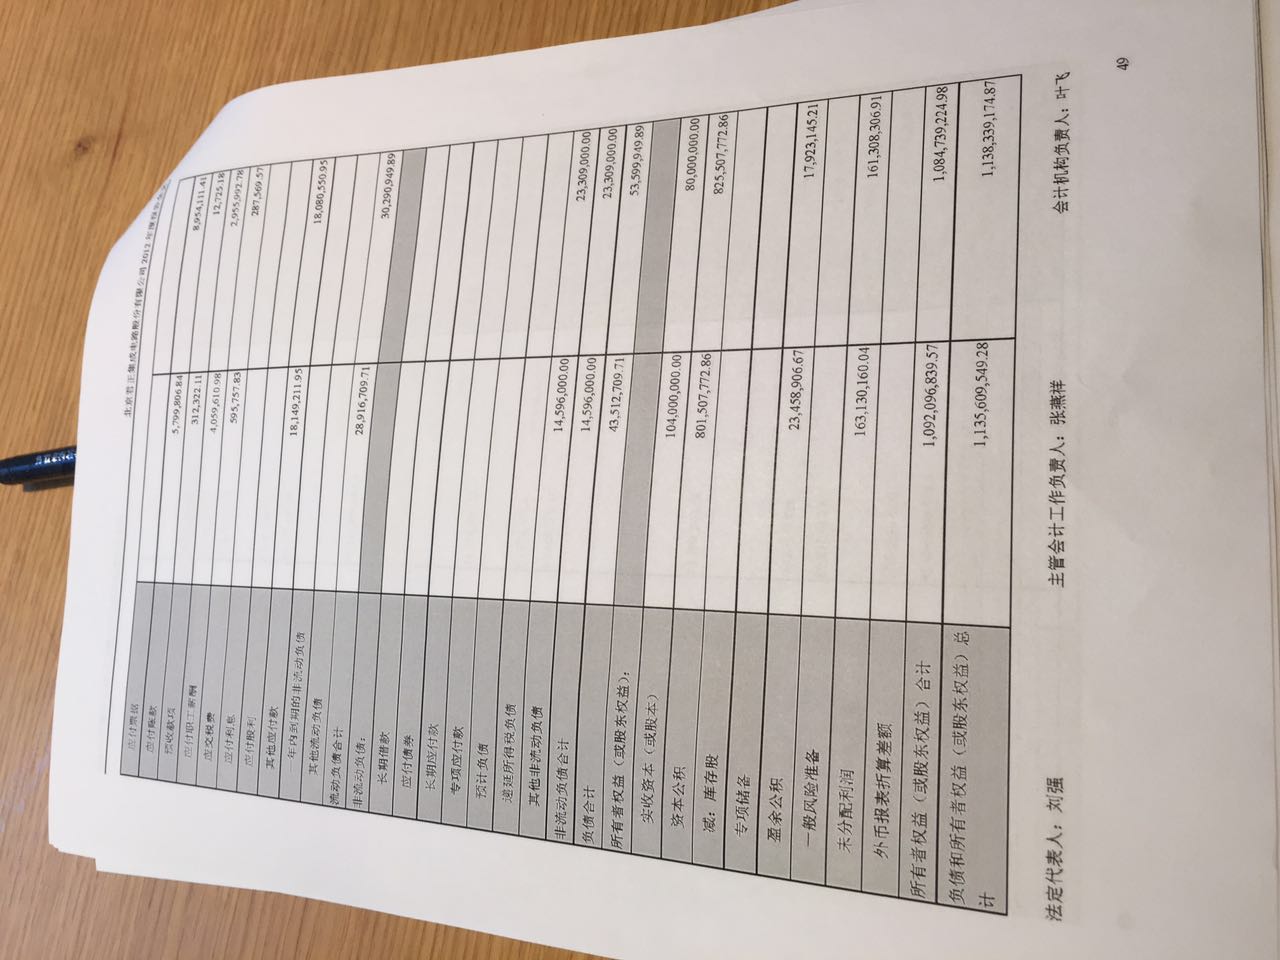 北京君正集成电路股份有限公司 2012 年度报告全文
应付票据
应付账款 5,799,806.84 8,954,111.41
预收款项 312,322.11 12,725.18
应付职工薪酬 4,059,610.98 2,955,992.78
应交税费 595,757.83 287,569.57
应付利息
应付股利
其他应付款 18,149,211.95 18,080,550.95
一年内到期的非流动负债
其他流动负债
流动负债合计 28,916,709.71 30,290,949.89
非流动负债：
长期借款
应付债券
长期应付款
专项应付款
预计负债
递延所得税负债
其他非流动负债 14,596,000.00 23,309,000.00
非流动负债合计 14,596,000.00 23,309,000.00
负债合计 43,512,709.71 53,599,949.89
所有者权益（或股东权益）：
实收资本（或股本） 104,000,000.00 80,000,000.00
资本公积 801,507,772.86 825,507,772.86
减：库存股
专项储备
盈余公积 23,458,906.67 17,923,145.21
一般风险准备
未分配利润 163,130,160.04 161,308,306.91
外币报表折算差额
所有者权益（或股东权益）合计 1,092,096,839.57 1,084,739,224.98
负债和所有者权益（或股东权益）总 1,135,609,549.28 1,138,339,174.87
计
法定代表人：刘强 主管会计工作负责人：张燕祥 会计机构负责人：叶飞
49